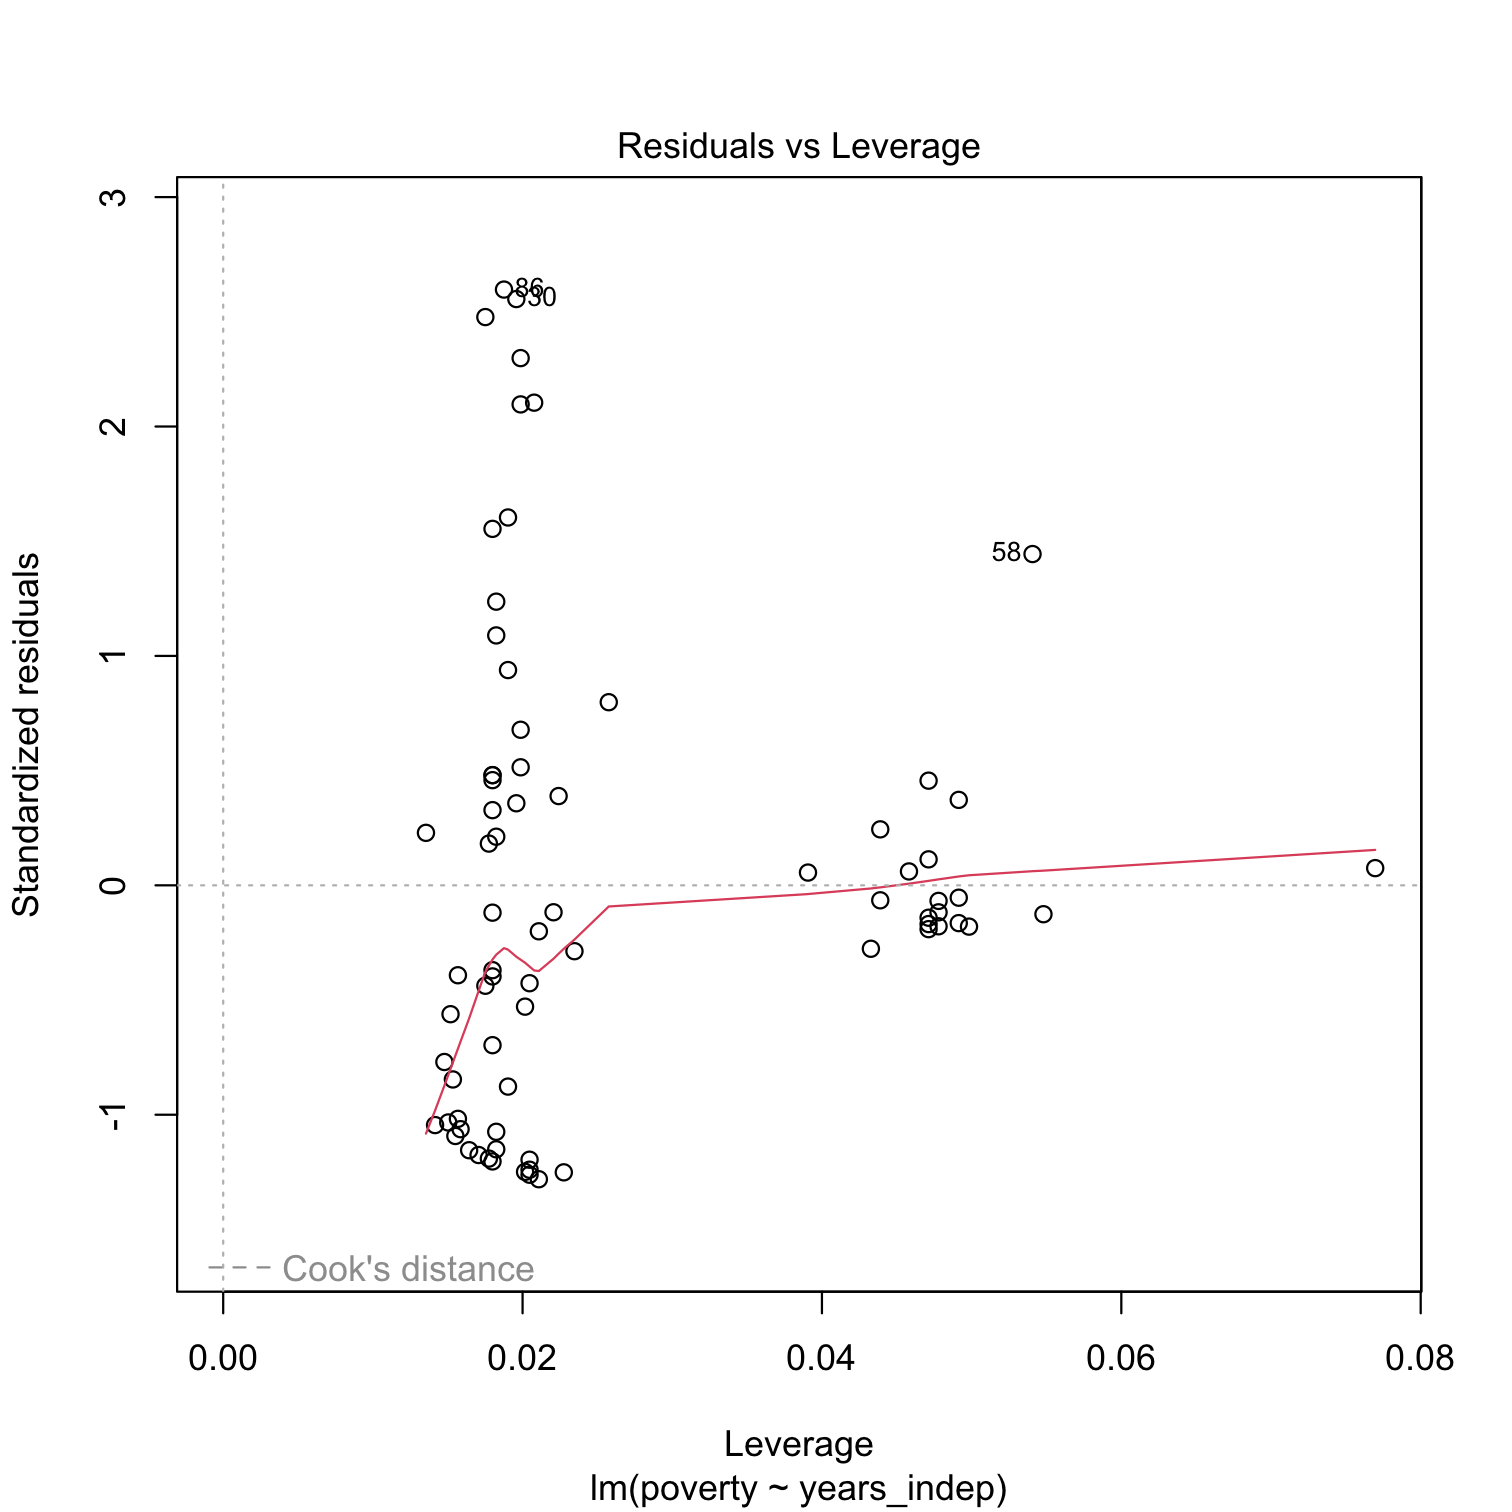 Residuals vs Leverage
Standardized residuals
3
2
1
0
-1
86
30
58
Cook's distance
0.00 0.02 0.04 0.06 0.08
Leverage
lm(poverty ~ years_indep)